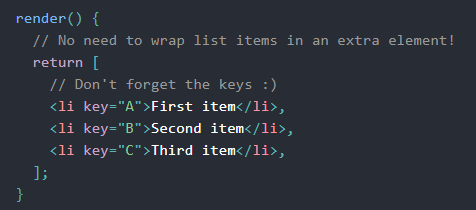 render() {
  // No need to wrap list items in an extra element!
  return [
    // Don't forget the keys :)
    <li key="A">First item</li>,
    <li key="B">Second item</li>,
    <li key="C">Third item</li>,
  ];
}